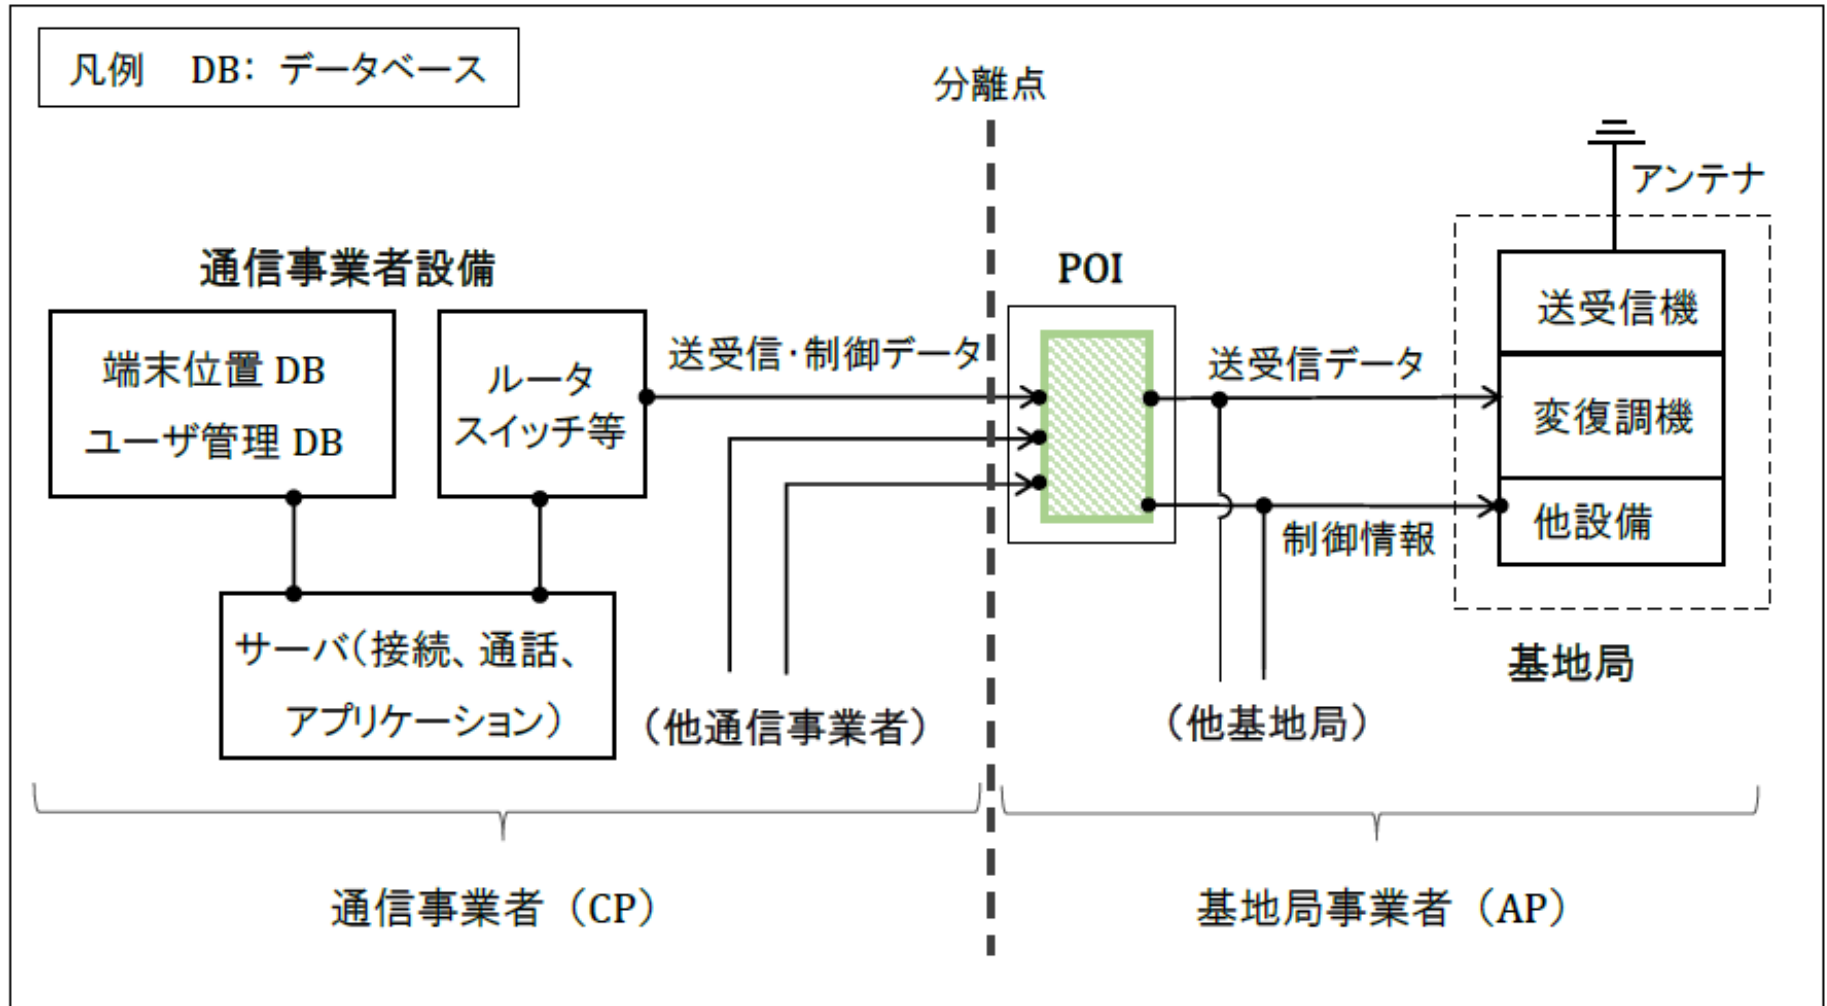 凡例 DB: データベース
分離点
アンテナ
通信事業者設備
POI
端末位置 DB
ユーザ管理 DB
ルータ
スイッチ等
送受信・制御データ
送受信データ
送受信機
変復調機
他設備
制御情報
サーバ(接続、通話、
アプリケーション)
(他通信事業者)
(他基地局)
基地局
通信事業者(CP)
基地局事業者(AP)